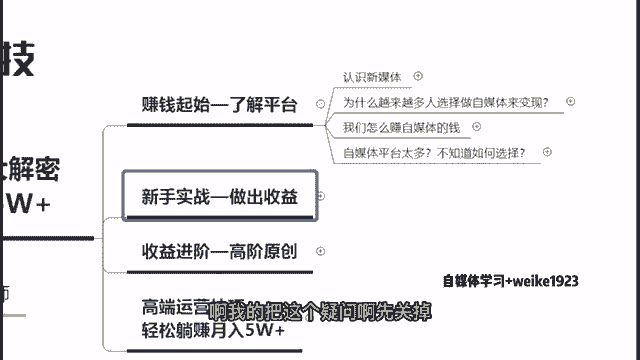 技
解密
W+
师
赚钱起始—了解平台
认识新媒体
为什么越来越多人选择做自媒体来变现?
我们怎么赚自媒体的钱
自媒体平台太多?不知道如何选择?
新手实战—做出收益
收益进阶—高阶原创
自媒体学习+weike1923
高端运营
轻松躺赚月入5W+
啊我的把这个疑问啊先关掉